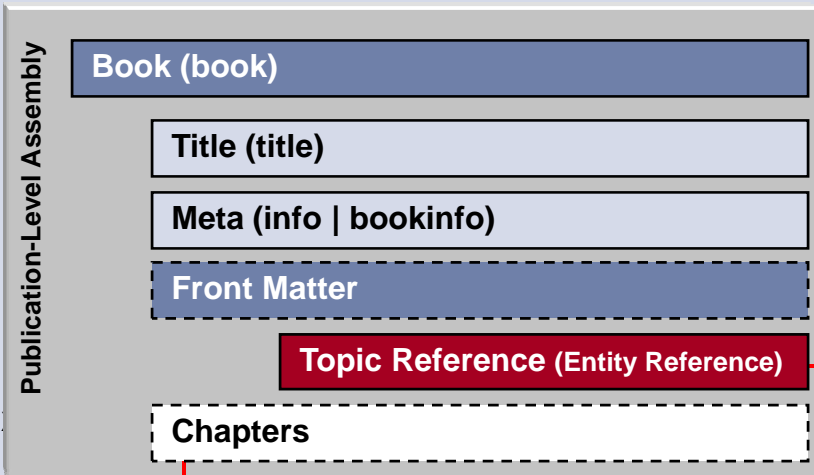 Publication-Level Assembly
Book (book)
Title (title)
Meta (info | bookinfo)
Front Matter
Topic Reference (Entity Reference)
Chapters